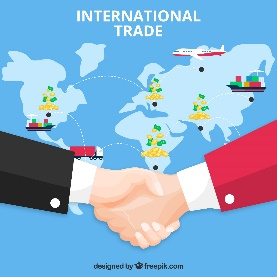 INTERNATIONAL
TRADE
designed by freepik.com